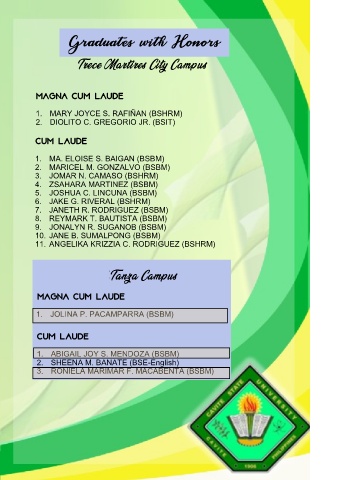 Graduates with Honors
Trece Martires City Campus
MAGNA CUM LAUDE
1. MARY JOYCE S. RAFIÑAN (BSHRM)
2. DIOLITO C. GREGORIO JR. (BSIT)
CUM LAUDE
1. MA. ELOISE S. BAIGAN (BSBM)
2. MARICEL M. GONZALVO (BSBM)
3. JOMAR N. CAMASO (BSHRM)
4. ZSAHARA MARTINEZ (BSBM)
5. JOSHUA C. LINCUNA (BSBM)
6. JAKE G. RIVERAL (BSHRM)
7. JANETH R. RODRIGUEZ (BSBM)
8. REYMARK T. BAUTISTA (BSBM)
9. JONALYN R. SUGANOB (BSBM)
10. JANE B. SUMALPONG (BSBM)
11. ANGELIKA KRIZZIA C. RODRIGUEZ (BSHRM)
Tanza Campus
MAGNA CUM LAUDE
1. JOLINA P. PACAMPARRA (BSBM)
CUM LAUDE
1. ABIGAIL JOY S. MENDOZA (BSBM)
2. SHEENA M. BANATE (BSE-English)
3. RONIELA MARIMAR F. MACABENTA (BSBM)
CAVITE STATE UNIVERSITY
CAVITE PHILIPPINES
1906